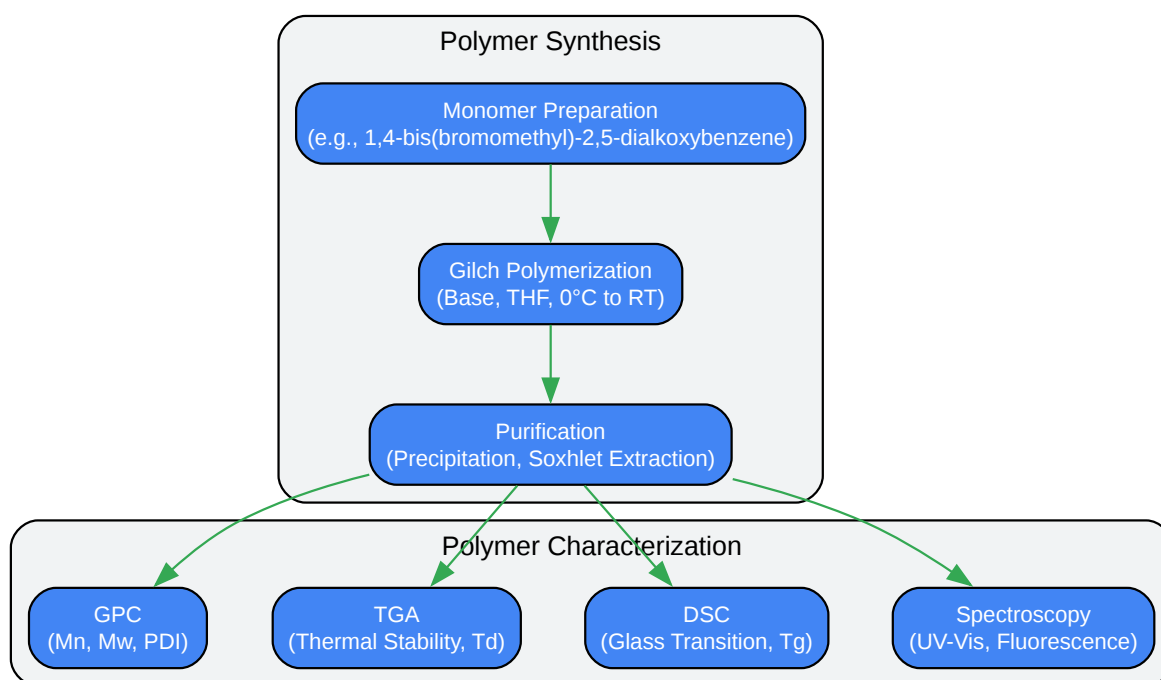 Polymer Synthesis
Monomer Preparation
(e.g., 1,4-bis(bromomethyl)-2,5-dialkoxybenzene)
Gilch Polymerization
(Base, THF, 0°C to RT)
Purification
(Precipitation, Soxhlet Extraction)
Polymer Characterization
GPC
(Mn, Mw, PDI)
TGA
(Thermal Stability, Td)
DSC
(Glass Transition, Tg)
Spectroscopy
(UV-Vis, Fluorescence)